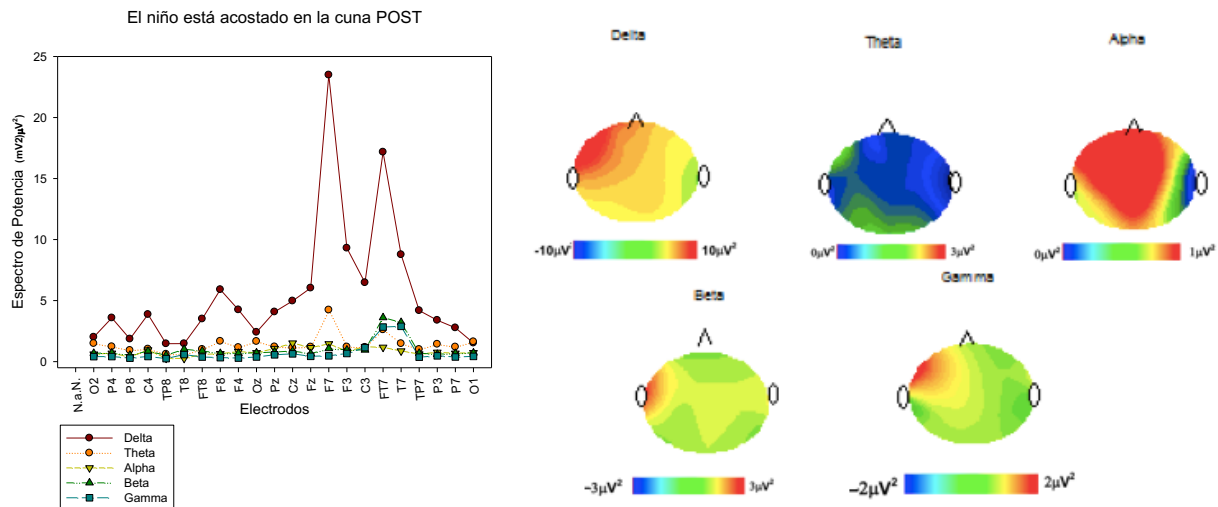 El niño está acostado en la cuna POST
Espectro de Potencia (mV2)µV²
25
20
15
10
5
0
N.a.N.
O2
P4
P8
C4
TP8
T8
FT8
F8
F4
Oz
Pz
Cz
Fz
F7
F3
C3
FT7
T7
TP7
P3
P7
O1
Electrodos
Delta
Theta
Alpha
Beta
Gamma
Delta
-10µV² 10µV²
Theta
0µV² 3µV²
Alpha
0µV² 1µV²
Beta
-3µV² 3µV²
Gamma
-2µV² 2µV²